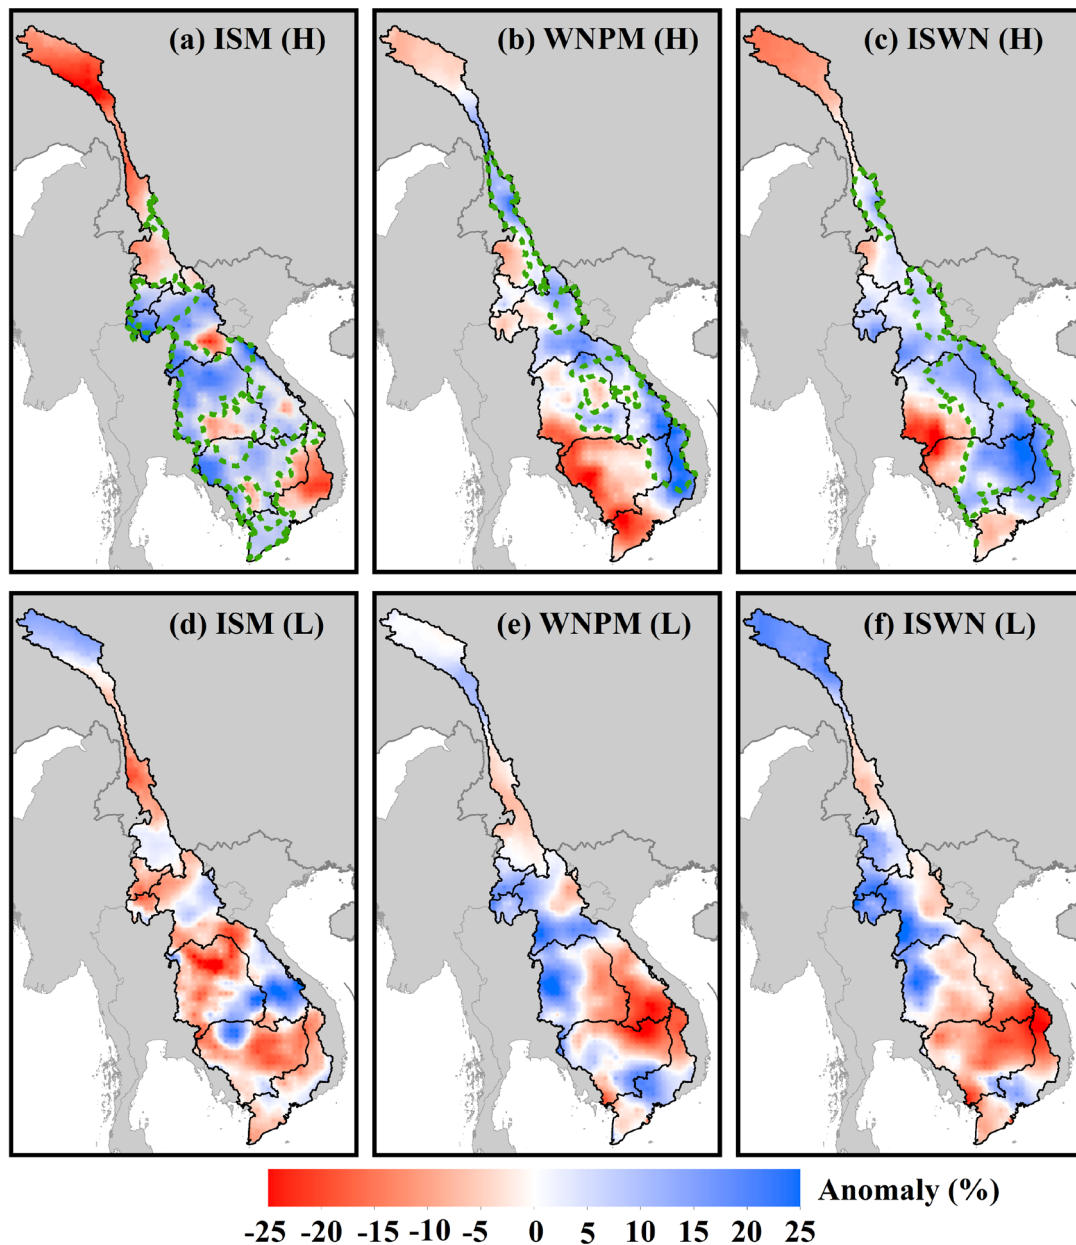 (a) ISM (H)
(b) WNPM (H)
(c) ISWN (H)
(d) ISM (L)
(e) WNPM (L)
(f) ISWN (L)
Anomaly (%)
-25 -20 -15 -10 -5 0 5 10 15 20 25